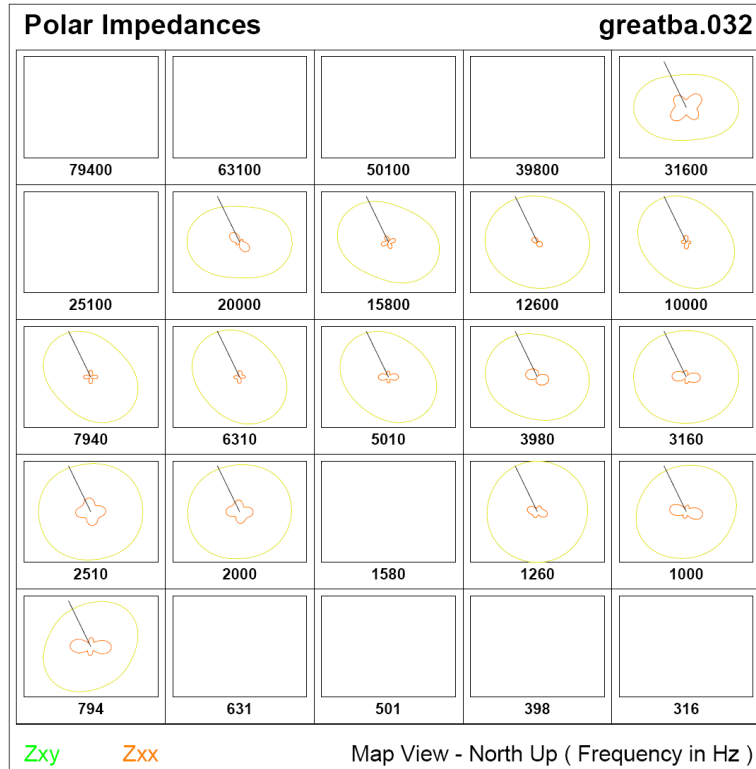 Polar Impedances greatba.032
79400 63100 50100 39800 31600
25100 20000 15800 12600 10000
7940 6310 5010 3980 3160
2510 2000 1580 1260 1000
794 631 501 398 316
Zxy Zxx Map View - North Up ( Frequency in Hz )